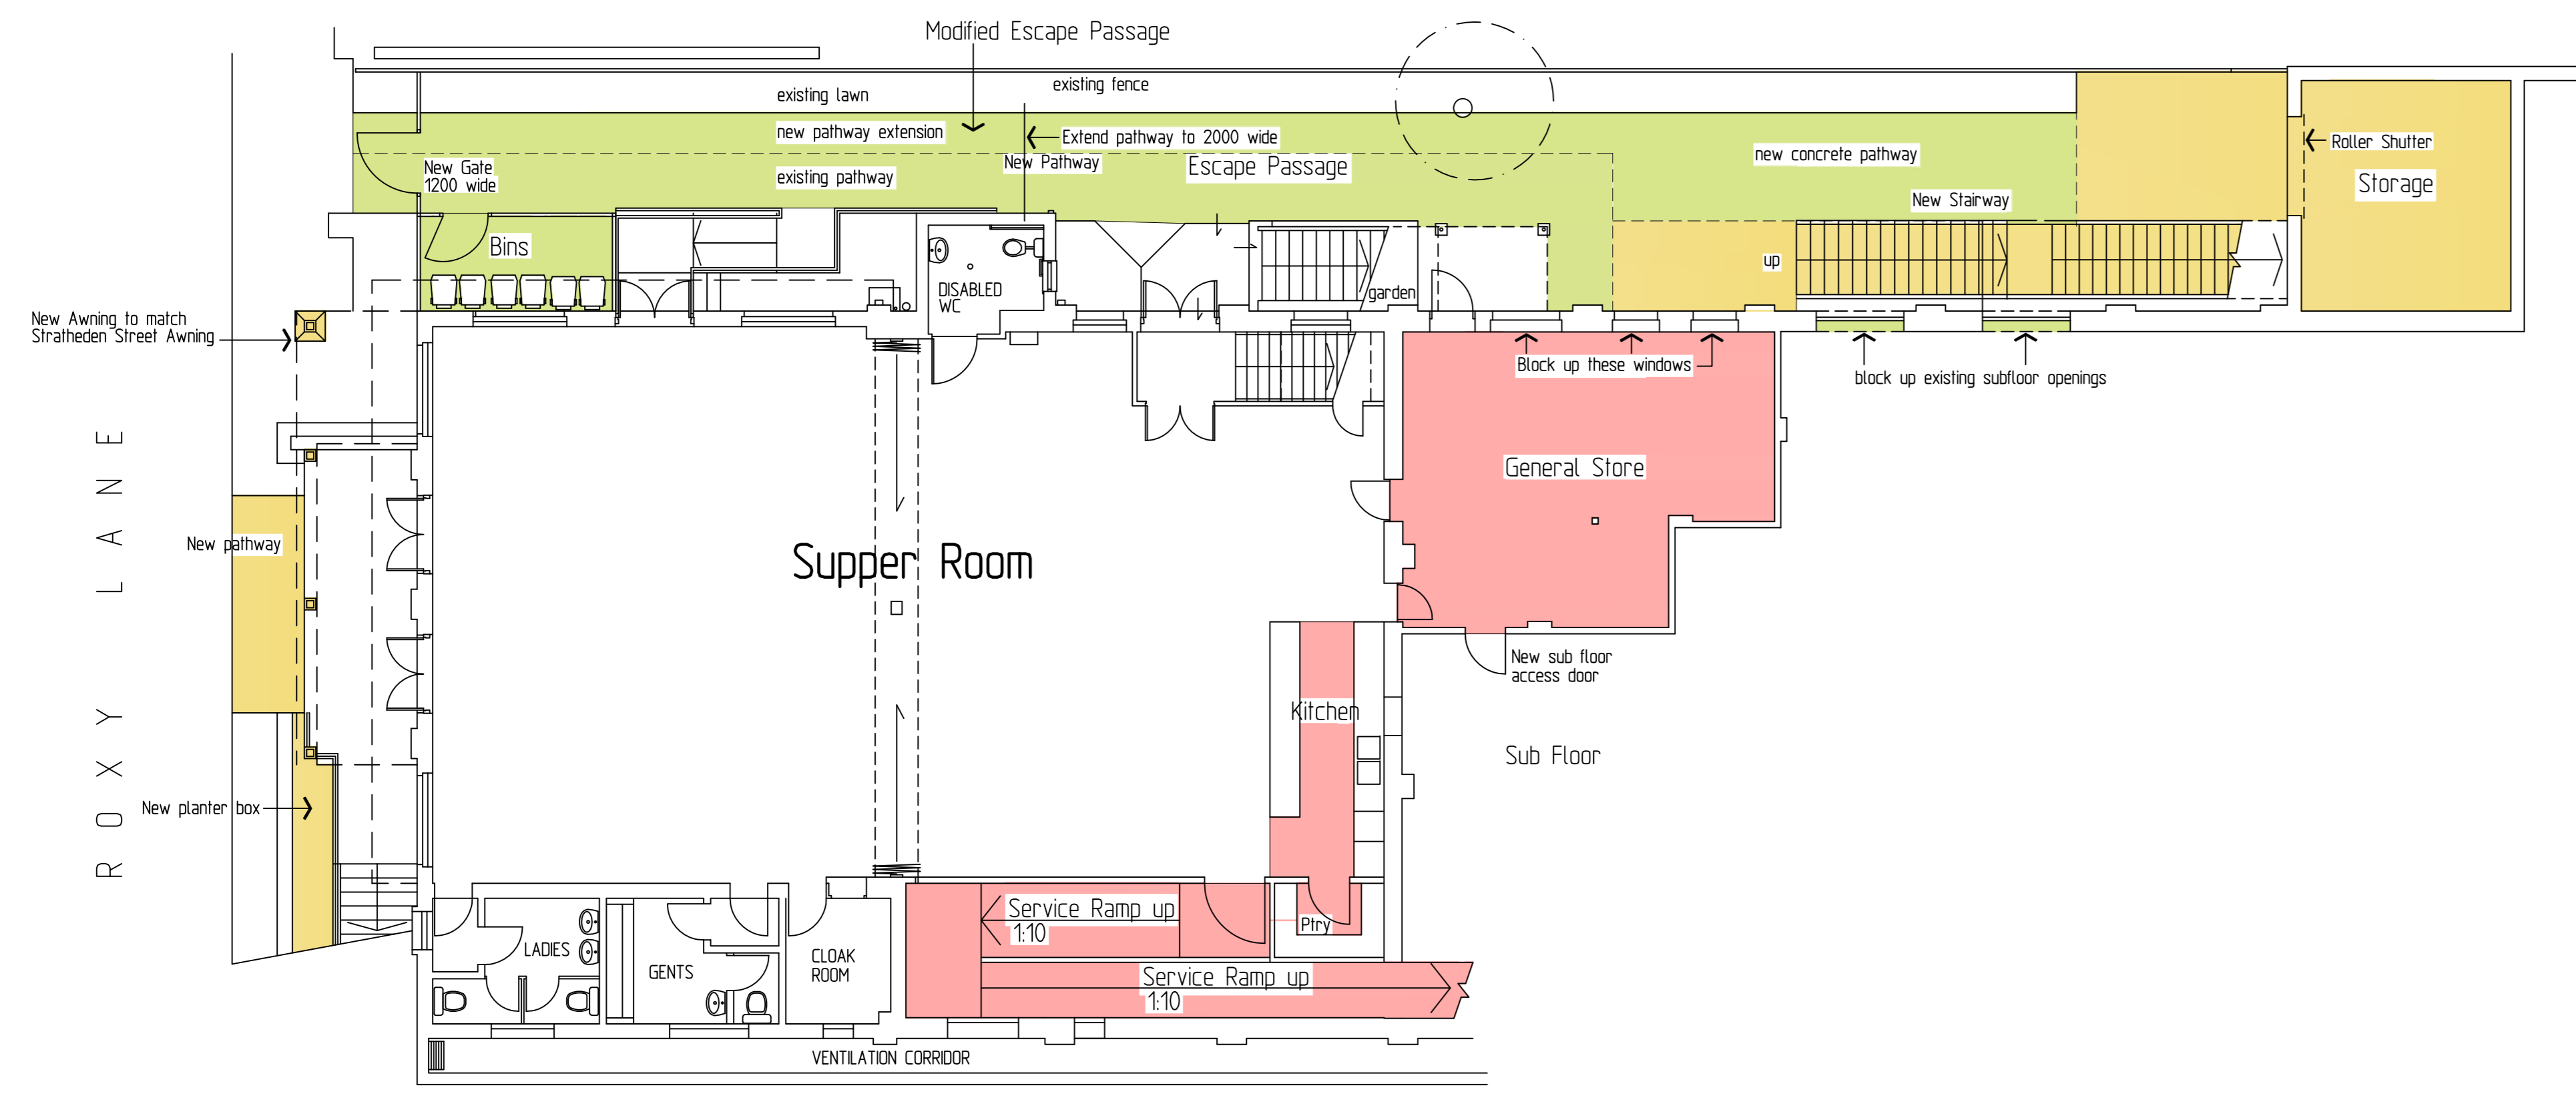 Modified Escape Passage
existing lawn
existing fence
new pathway extension
Extend pathway to 2000 wide
New Pathway
Escape Passage
existing pathway
new concrete pathway
Roller Shutter
Storage
New Gate
1200 wide
New Stairway
Bins
up
DISABLED
WC
garden
New Awning to match
Stratheden Street Awning
Block up these windows
block up existing subfloor openings
General Store
New pathway
Supper Room
ROXY LANE
New sub floor
access door
Kitchen
Sub Floor
New planter box
Service Ramp up
1:10
Ptry
LADIES
GENTS
CLOAK
ROOM
Service Ramp up
1:10
VENTILATION CORRIDOR